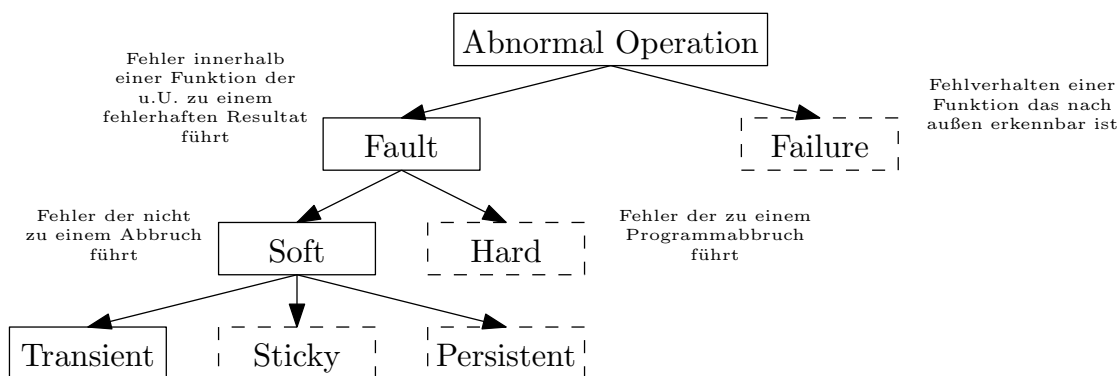 Abnormal Operation
Fehler innerhalb
einer Funktion der
u.U. zu einem
fehlerhaften Resultat
führt
Fehlverhalten einer
Funktion das nach
außen erkennbar ist
Fault
Failure
Fehler der nicht
zu einem Abbruch
führt
Fehler der zu einem
Programmabbruch
führt
Soft
Hard
Transient
Sticky
Persistent